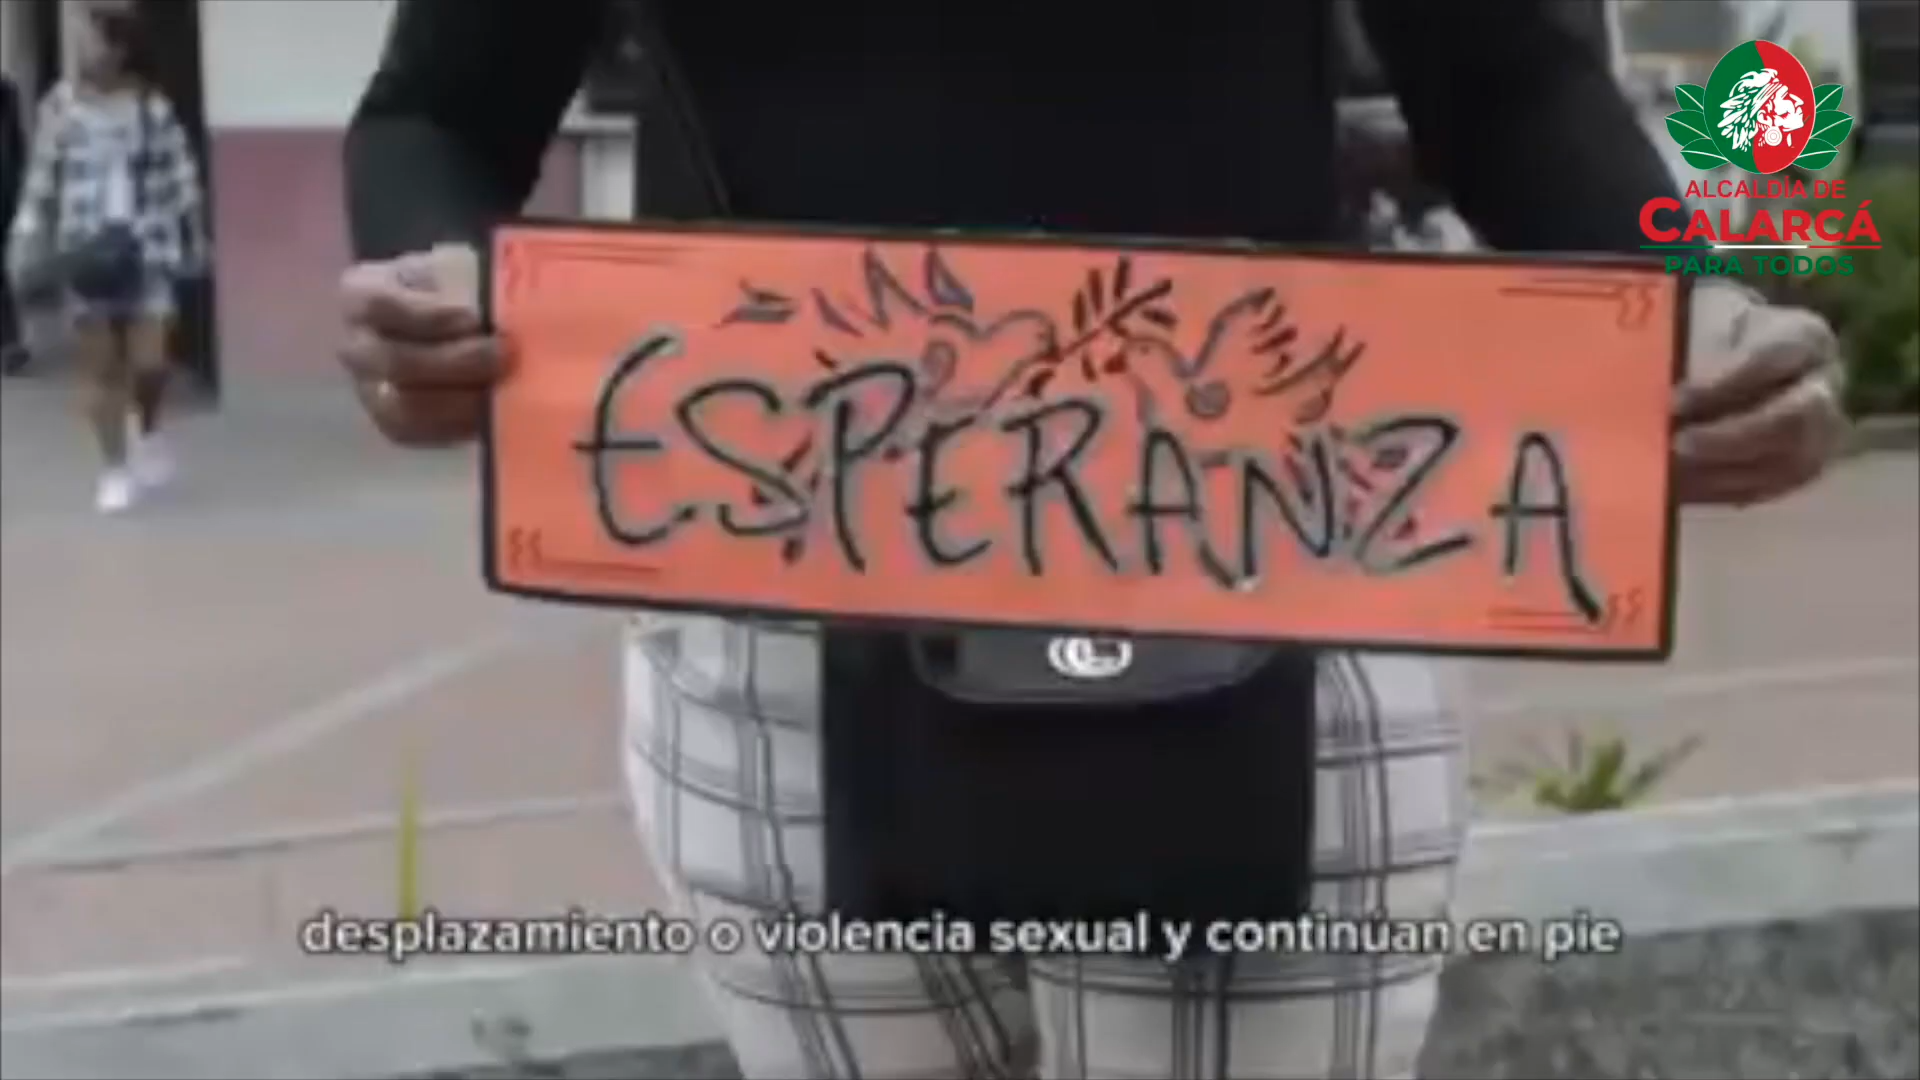 ALCALDÍA DE
CALARCÁ
PARA TODOS
ESPERANZA
desplazamiento o violencia sexual y continúan en pie